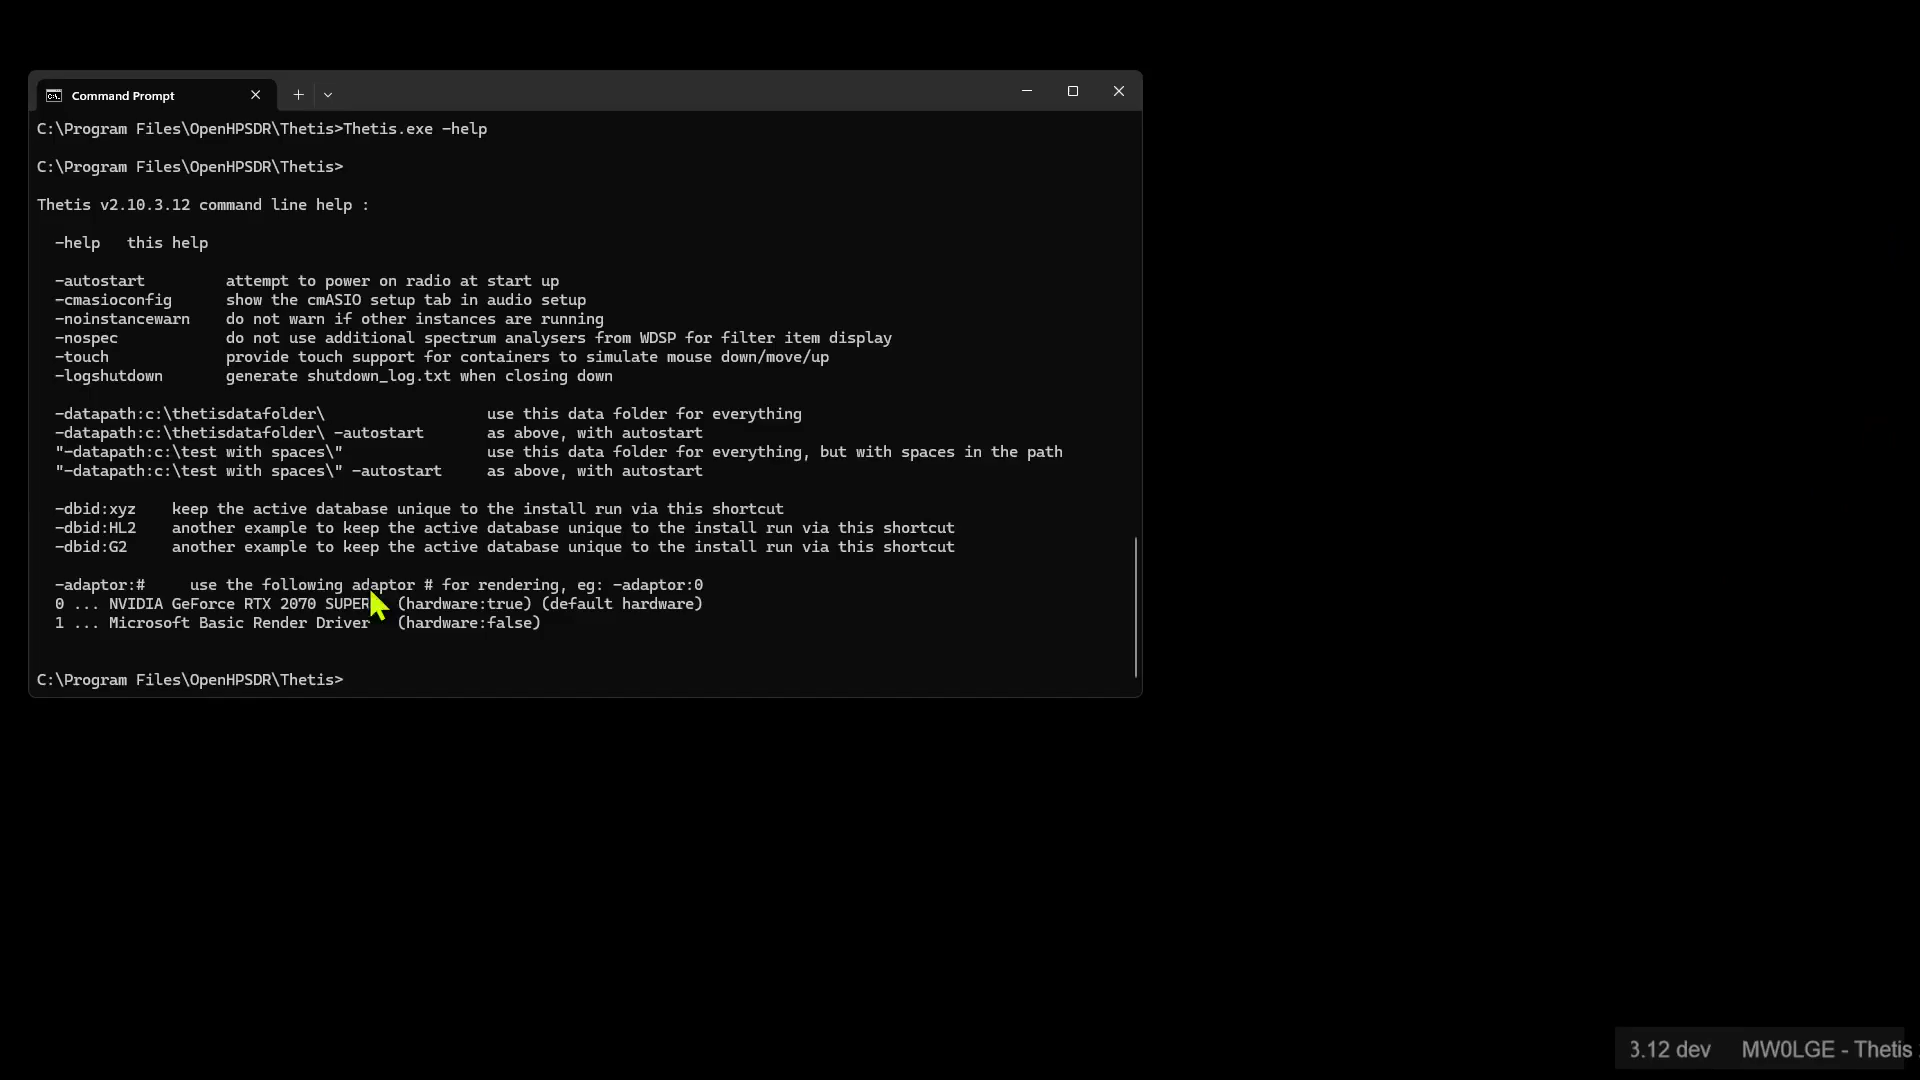 Command Prompt
C:\Program Files\OpenHPSDR\Thetis>Thetis.exe -help
C:\Program Files\OpenHPSDR\Thetis>
Thetis v2.10.3.12 command line help :
-help   this help
-autostart         attempt to power on radio at start up
-cmasioconfig      show the cmASIO setup tab in audio setup
-noinstancewarn    do not warn if other instances are running
-nospec            do not use additional spectrum analysers from WDSP for filter item display
-touch             provide touch support for containers to simulate mouse down/move/up
-logshutdown       generate shutdown_log.txt when closing down
-datapath:c:\thetisdatafolder\                  use this data folder for everything
-datapath:c:\thetisdatafolder\ -autostart       as above, with autostart
"-datapath:c:\test with spaces\"                use this data folder for everything, but with spaces in the path
"-datapath:c:\test with spaces\" -autostart     as above, with autostart
-dbid:xyz    keep the active database unique to the install run via this shortcut
-dbid:HL2    another example to keep the active database unique to the install run via this shortcut
-dbid:G2     another example to keep the active database unique to the install run via this shortcut
-adaptor:#     use the following adaptor # for rendering, eg: -adaptor:0
0 ... NVIDIA GeForce RTX 2070 SUPER   (hardware:true) (default hardware)
1 ... Microsoft Basic Render Driver   (hardware:false)
C:\Program Files\OpenHPSDR\Thetis>
3.12 dev     MW0LGE - Thetis